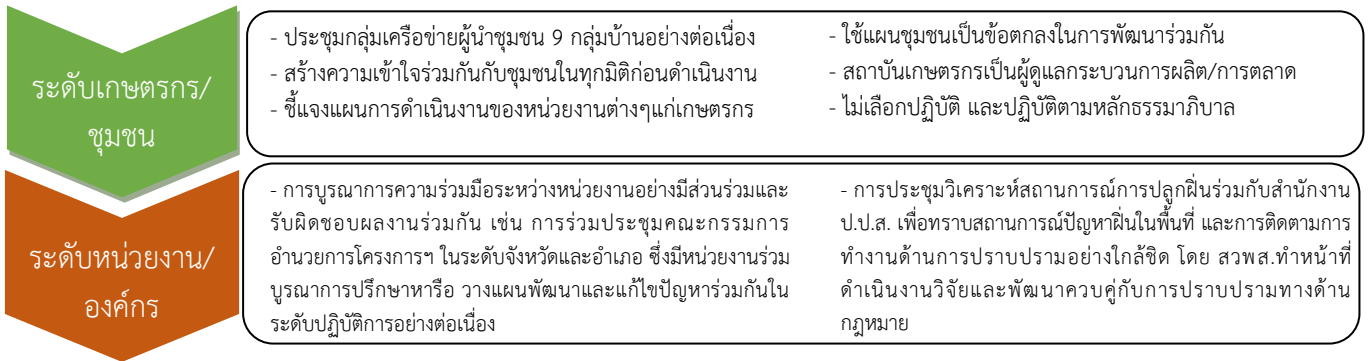 ระดับเกษตรกร/
ชุมชน
- ประชุมกลุ่มเครือข่ายผู้นำชุมชน 9 กลุ่มบ้านอย่างต่อเนื่อง
- สร้างความเข้าใจร่วมกันกับชุมชนในทุกมิติก่อนดำเนินงาน
- ชี้แจงแผนการดำเนินงานของหน่วยงานต่างๆแก่เกษตรกร
- ใช้แผนชุมชนเป็นข้อตกลงในการพัฒนาร่วมกัน
- สถาบันเกษตรกรเป็นผู้ดูแลกระบวนการผลิต/การตลาด
- ไม่เลือกปฏิบัติ และปฏิบัติตามหลักธรรมาภิบาล
ระดับหน่วยงาน/
องค์กร
- การบูรณาการความร่วมมือระหว่างหน่วยงานอย่างมีส่วนร่วมและ
รับผิดชอบผลงานร่วมกัน เช่น การร่วมประชุมคณะกรรมการ
อำนวยการโครงการฯ ในระดับจังหวัดและอำเภอ ซึ่งมีหน่วยงานร่วม
บูรณาการปรึกษาหารือ วางแผนพัฒนาและแก้ไขปัญหาร่วมกันใน
ระดับปฏิบัติการอย่างต่อเนื่อง
- การประชุมวิเคราะห์สถานการณ์การปลูกฝิ่นร่วมกับสำนักงาน
ป.ป.ส. เพื่อทราบสถานการณ์ปัญหาฝิ่นในพื้นที่ และการติดตามการ
ทำงานด้านการปราบปรามอย่างใกล้ชิด โดย สวพส.ทำหน้าที่
ดำเนินงานวิจัยและพัฒนาควบคู่กับการปราบปรามทางด้าน
กฎหมาย